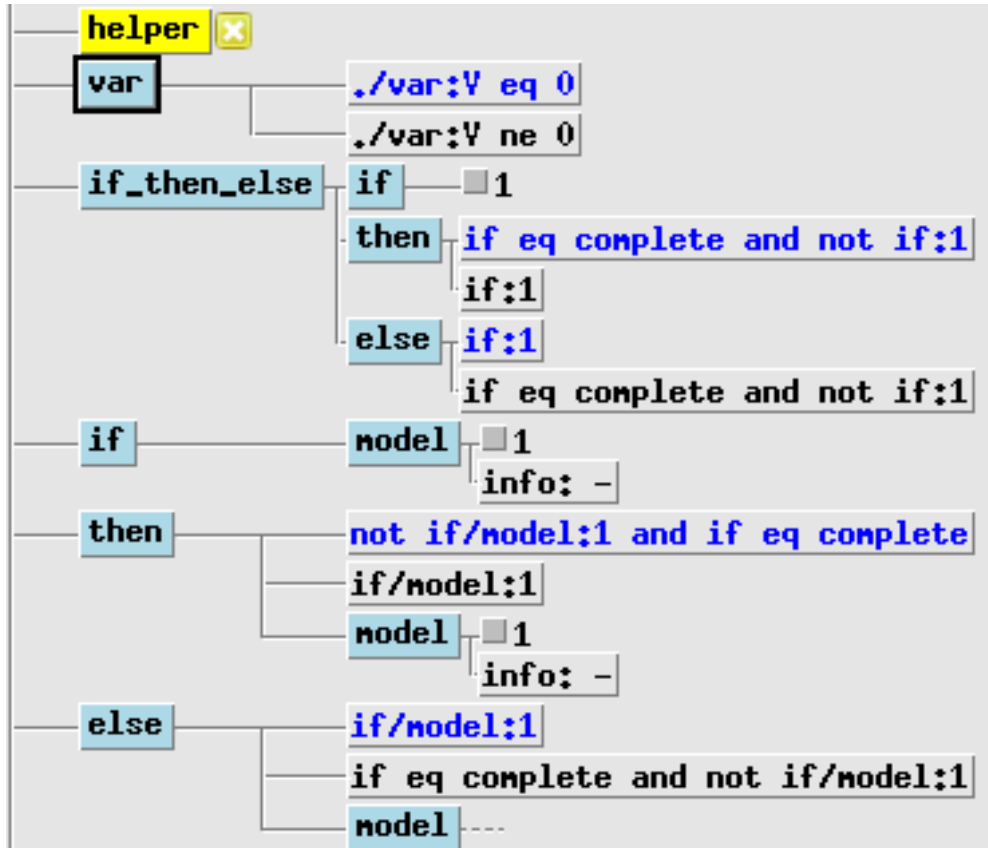 helper
var ./var:V eq 0
./var:V ne 0
if_then_else if 1
then if eq complete and not if:1
if:1
else if:1
if eq complete and not if:1
if model 1
info: -
then not if/model:1 and if eq complete
if/model:1
model 1
info: -
else if/model:1
if eq complete and not if/model:1
model